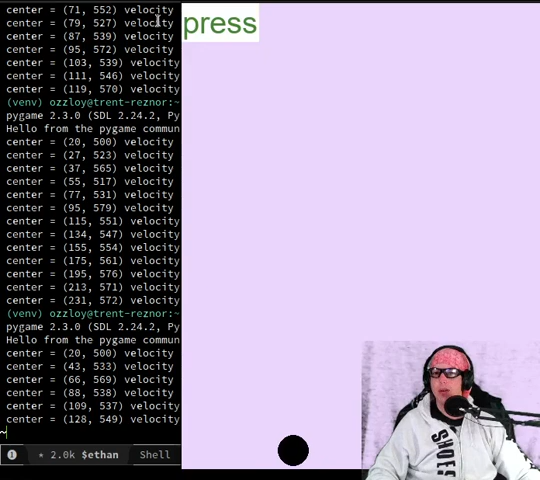 center = (71, 552) velocity
center = (79, 527) velocity
center = (87, 539) velocity
center = (95, 572) velocity
center = (103, 539) velocity
center = (111, 546) velocity
center = (119, 570) velocity
(venv) ozzloy@trent-reznor:~
pygame 2.3.0 (SDL 2.24.2, Py
Hello from the pygame commun
center = (20, 500) velocity
center = (27, 523) velocity
center = (37, 565) velocity
center = (55, 517) velocity
center = (77, 531) velocity
center = (95, 579) velocity
center = (115, 551) velocity
center = (134, 547) velocity
center = (155, 554) velocity
center = (175, 561) velocity
center = (195, 576) velocity
center = (213, 571) velocity
center = (231, 572) velocity
(venv) ozzloy@trent-reznor:~
pygame 2.3.0 (SDL 2.24.2, Py
Hello from the pygame commun
center = (20, 500) velocity
center = (43, 533) velocity
center = (66, 569) velocity
center = (88, 538) velocity
center = (109, 537) velocity
center = (128, 549) velocity
~
2.0k $ethan Shell
press